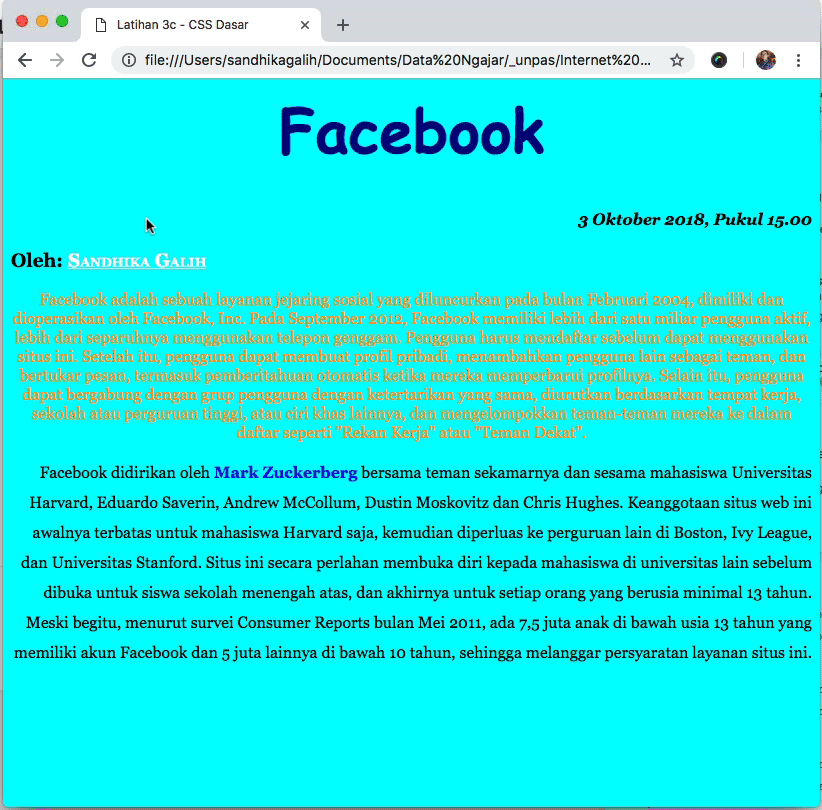 Latihan 3c - CSS Dasar
file:///Users/sandhikagalih/Documents/Data%20Ngajar/_unpas/Internet%20...
Facebook
3 Oktober 2018, Pukul 15.00
Oleh: Sandhika Galih
Facebook adalah sebuah layanan jejaring sosial yang diluncurkan pada bulan Februari 2004, dimiliki dan
dioperasikan oleh Facebook, Inc. Pada September 2012, Facebook memiliki lebih dari satu miliar pengguna aktif,
lebih dari separuhnya menggunakan telepon genggam. Pengguna harus mendaftar sebelum dapat menggunakan
situs ini. Setelah itu, pengguna dapat membuat profil pribadi, menambahkan pengguna lain sebagai teman, dan
bertukar pesan, termasuk pemberitahuan otomatis ketika mereka memperbarui profilnya. Selain itu, pengguna
dapat bergabung dengan grup pengguna dengan ketertarikan yang sama, diurutkan berdasarkan tempat kerja,
sekolah atau perguruan tinggi, atau ciri khas lainnya, dan mengelompokkan teman-teman mereka ke dalam
daftar seperti "Rekan Kerja" atau "Teman Dekat".
Facebook didirikan oleh Mark Zuckerberg bersama teman sekamarnya dan sesama mahasiswa Universitas
Harvard, Eduardo Saverin, Andrew McCollum, Dustin Moskovitz dan Chris Hughes. Keanggotaan situs web ini
awalnya terbatas untuk mahasiswa Harvard saja, kemudian diperluas ke perguruan lain di Boston, Ivy League,
dan Universitas Stanford. Situs ini secara perlahan membuka diri kepada mahasiswa di universitas lain sebelum
dibuka untuk siswa sekolah menengah atas, dan akhirnya untuk setiap orang yang berusia minimal 13 tahun.
Meski begitu, menurut survei Consumer Reports bulan Mei 2011, ada 7,5 juta anak di bawah usia 13 tahun yang
memiliki akun Facebook dan 5 juta lainnya di bawah 10 tahun, sehingga melanggar persyaratan layanan situs ini.